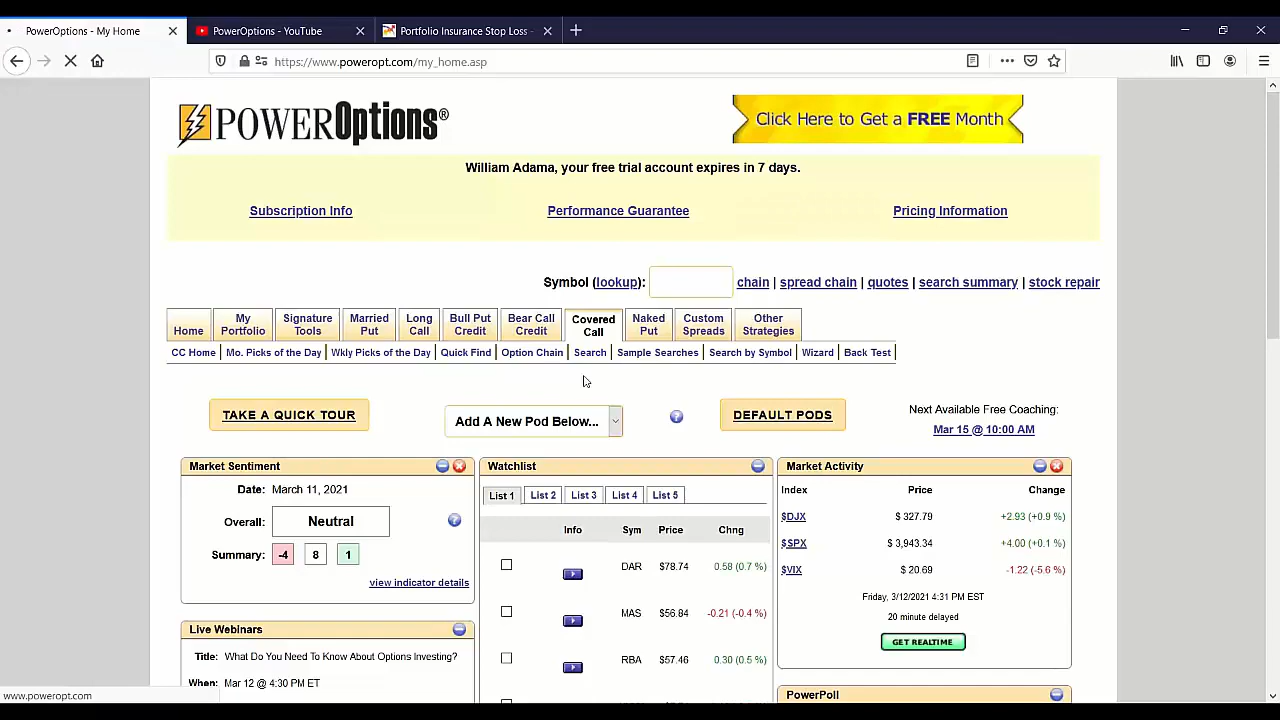 PowerOptions - My Home
PowerOptions - YouTube
Portfolio Insurance Stop Loss -
https://www.poweropt.com/my_home.asp
POWEROptions®
Click Here to Get a FREE Month
William Adama, your free trial account expires in 7 days.
Subscription Info
Performance Guarantee
Pricing Information
Symbol (lookup): chain | spread chain | quotes | search summary | stock repair
Home
My Portfolio
Signature Tools
Married Put
Long Call
Bull Put Credit
Bear Call Credit
Covered Call
Naked Put
Custom Spreads
Other Strategies
CC Home | Mo. Picks of the Day | Wkly Picks of the Day | Quick Find | Option Chain | Search | Sample Searches | Search by Symbol | Wizard | Back Test
TAKE A QUICK TOUR
Add A New Pod Below...
DEFAULT PODS
Next Available Free Coaching:
Mar 15 @ 10:00 AM
Market Sentiment
Date: March 11, 2021
Overall: Neutral
Summary: -4 8 1
view indicator details
Live Webinars
Title: What Do You Need To Know About Options Investing?
When: Mar 12 @ 4:30 PM ET
Watchlist
List 1 List 2 List 3 List 4 List 5
Info Sym Price Chng
DAR $78.74 0.58 (0.7 %)
MAS $56.84 -0.21 (-0.4 %)
RBA $57.46 0.30 (0.5 %)
Market Activity
Index Price Change
$DJX $ 327.79 +2.93 (+0.9 %)
$SPX $ 3,943.34 +4.00 (+0.1 %)
$VIX $ 20.69 -1.22 (-5.6 %)
Friday, 3/12/2021 4:31 PM EST
20 minute delayed
GET REALTIME
PowerPoll
www.poweropt.com